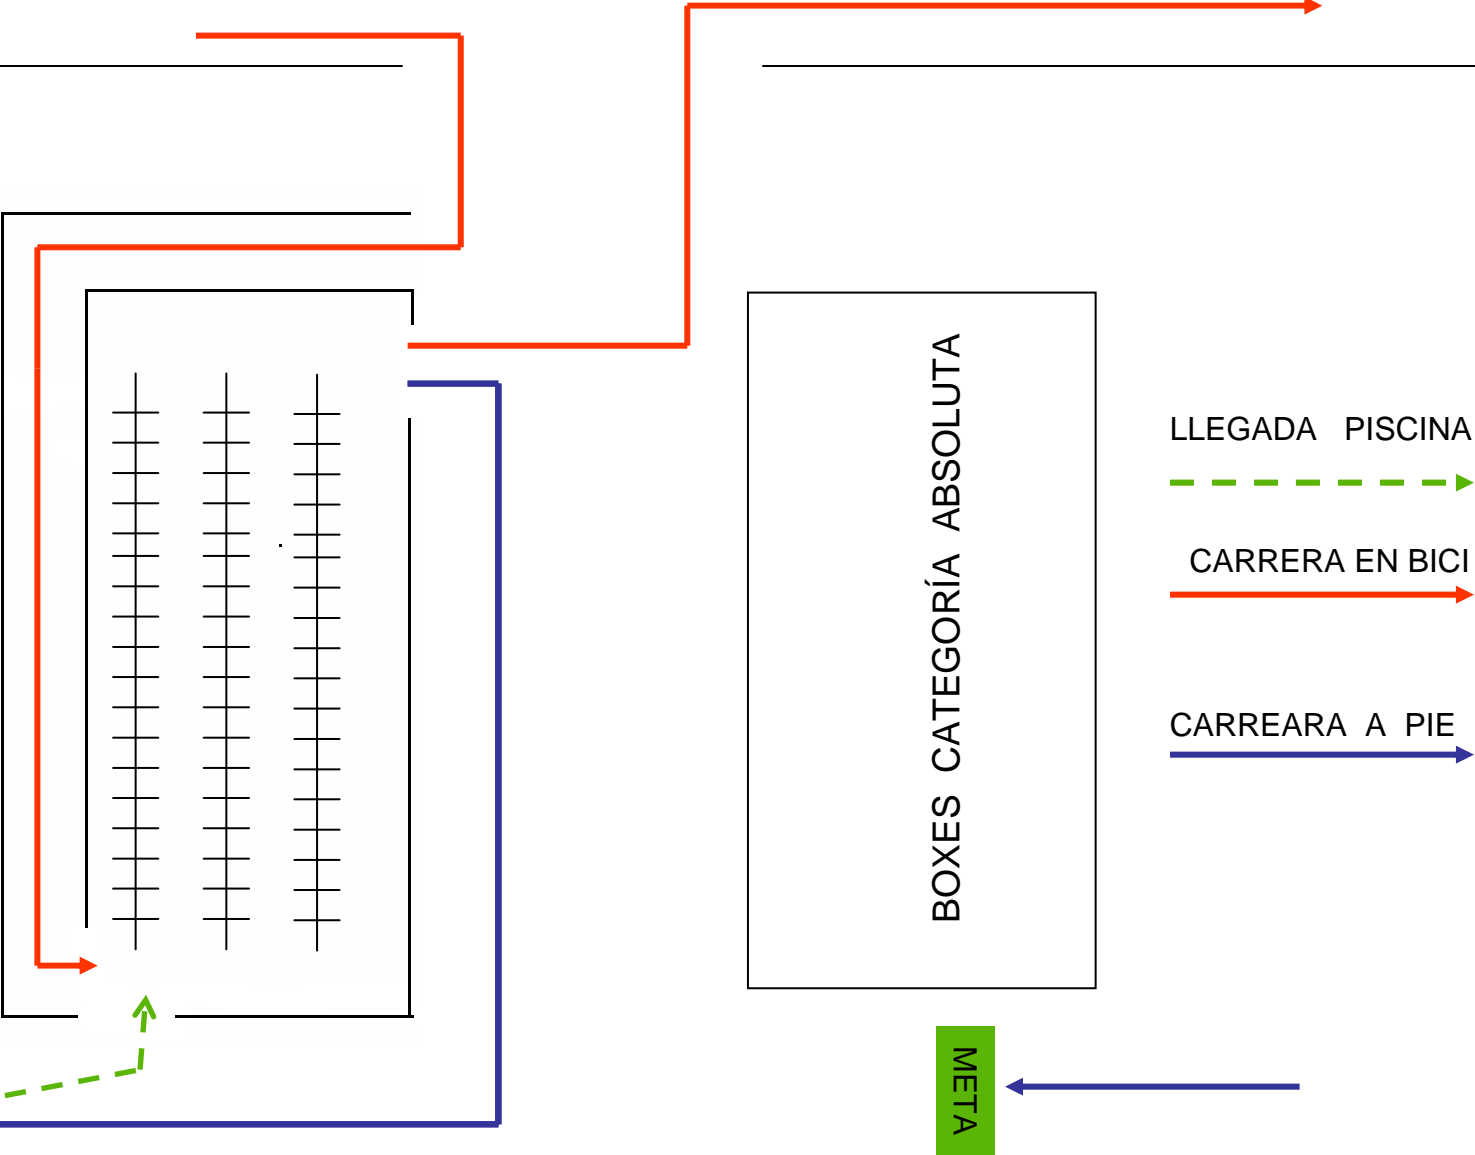 BOXES CATEGORÍA ABSOLUTA
LLEGADA PISCINA
CARRERA EN BICI
CARREARA A PIE
META